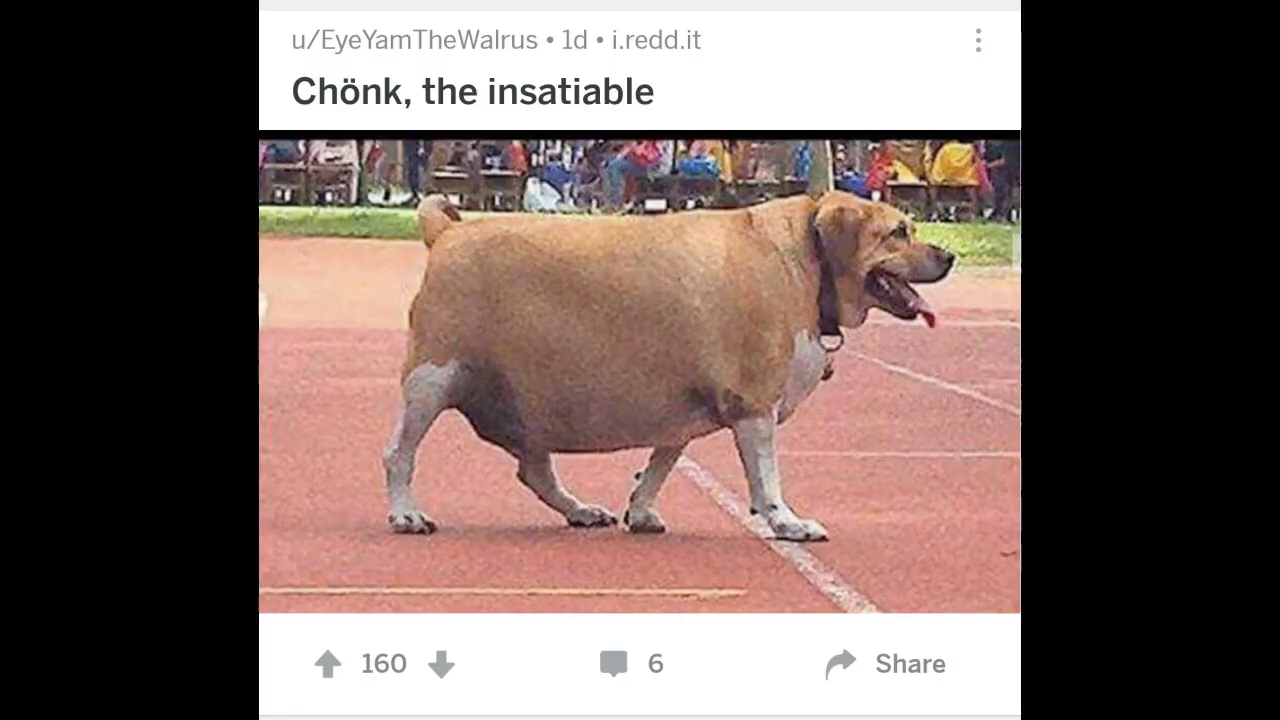 u/EyeYamTheWalrus • 1d • i.redd.it
Chönk, the insatiable
160
6
Share